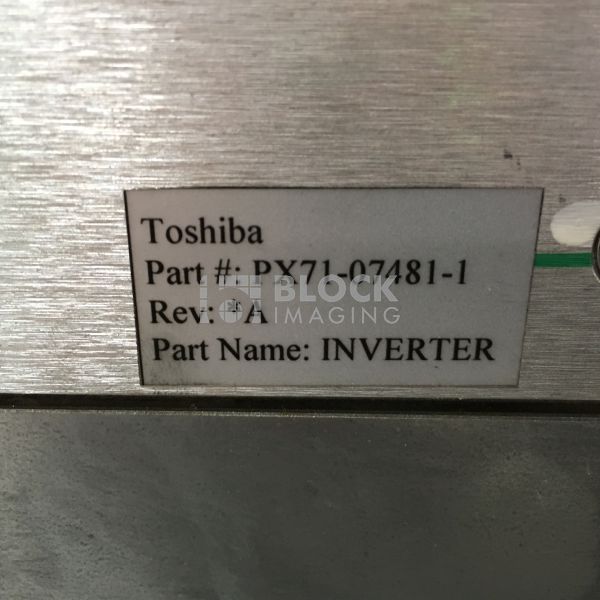 Toshiba
Part #: PX71-07481-1
Rev: *A
Part Name: INVERTER
BLOCK
IMAGING